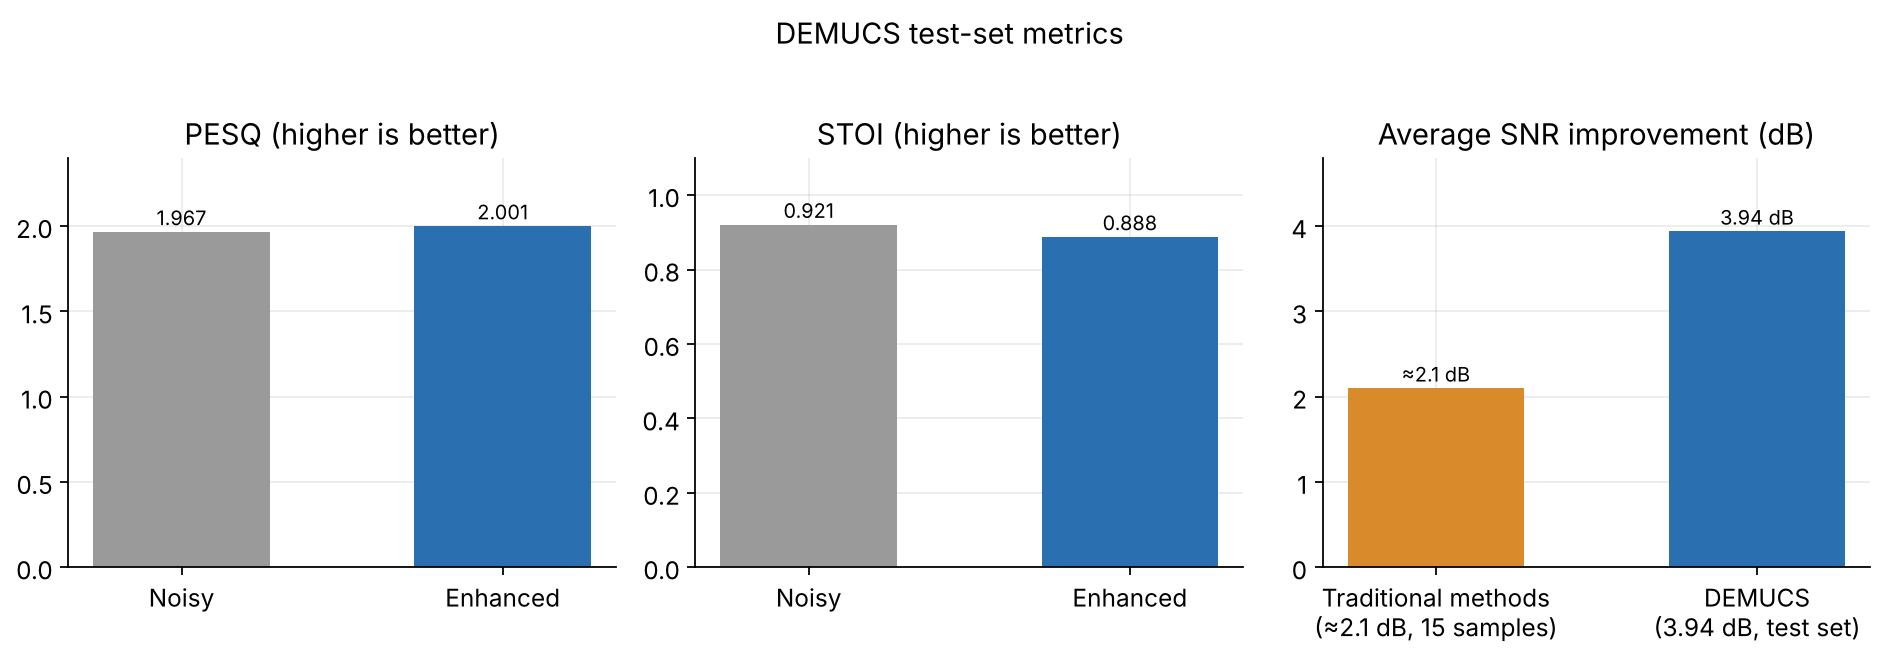 DEMUCS test-set metrics
PESQ (higher is better)
2.0
1.5
1.0
0.5
0.0
1.967
2.001
Noisy
Enhanced
STOI (higher is better)
1.0
0.8
0.6
0.4
0.2
0.0
0.921
0.888
Noisy
Enhanced
Average SNR improvement (dB)
4
3
2
1
0
≈2.1 dB
3.94 dB
Traditional methods
(≈2.1 dB, 15 samples)
DEMUCS
(3.94 dB, test set)